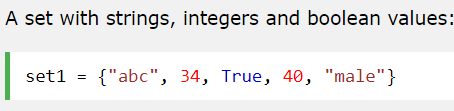 A set with strings, integers and boolean values:
set1 = {"abc", 34, True, 40, "male"}